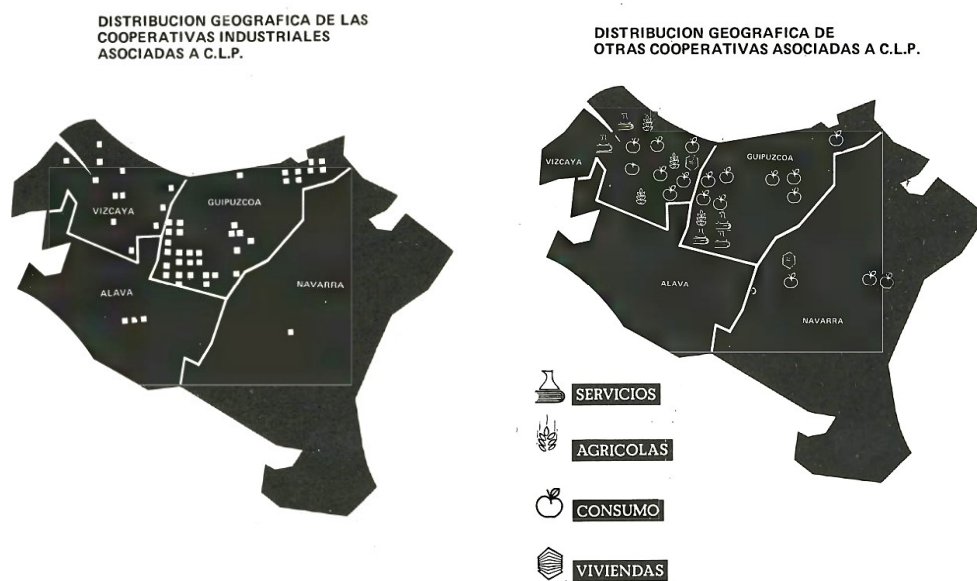 DISTRIBUCION GEOGRAFICA DE LAS
COOPERATIVAS INDUSTRIALES
ASOCIADAS A C.L.P.
VIZCAYA
GUIPUZCOA
ALAVA
NAVARRA
DISTRIBUCION GEOGRAFICA DE
OTRAS COOPERATIVAS ASOCIADAS A C.L.P.
VIZCAYA
GUIPUZCOA
ALAVA
NAVARRA
SERVICIOS
AGRICOLAS
CONSUMO
VIVIENDAS